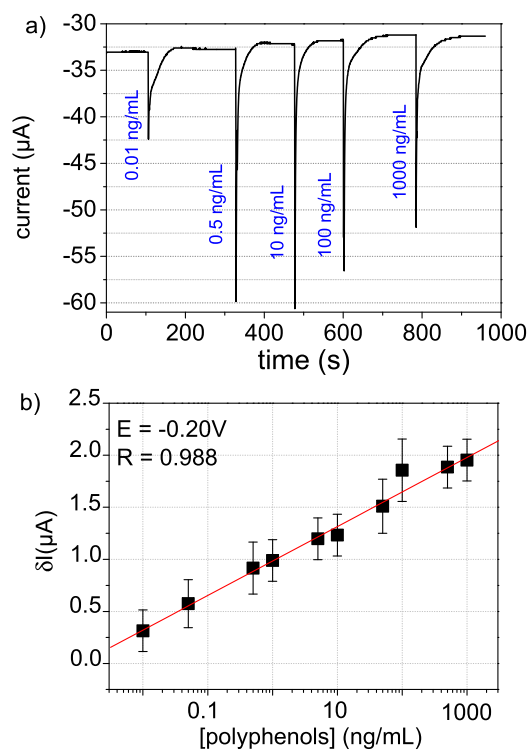 a)
-30
-35
-40
-45
-50
-55
-60
current (µA)
0.01 ng/mL
0.5 ng/mL
10 ng/mL
100 ng/mL
1000 ng/mL
0 200 400 600 800 1000
time (s)
b)
2.5
2.0
1.5
1.0
0.5
0.0
δI(µA)
E = -0.20V
R = 0.988
0.1 10 1000
[polyphenols] (ng/mL)